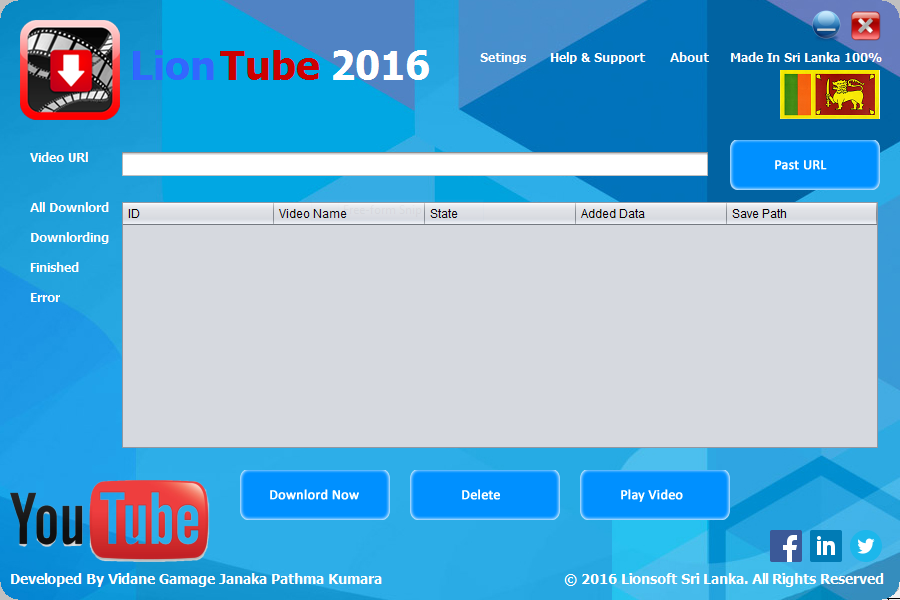 LionTube 2016
Setings Help & Support About Made In Sri Lanka 100%
Video URl
Past URL
All Downlord
Downlording
Finished
Error
ID Video Name State Added Data Save Path
Downlord Now Delete Play Video
YouTube
f in
Developed By Vidane Gamage Janaka Pathma Kumara
© 2016 Lionsoft Sri Lanka. All Rights Reserved